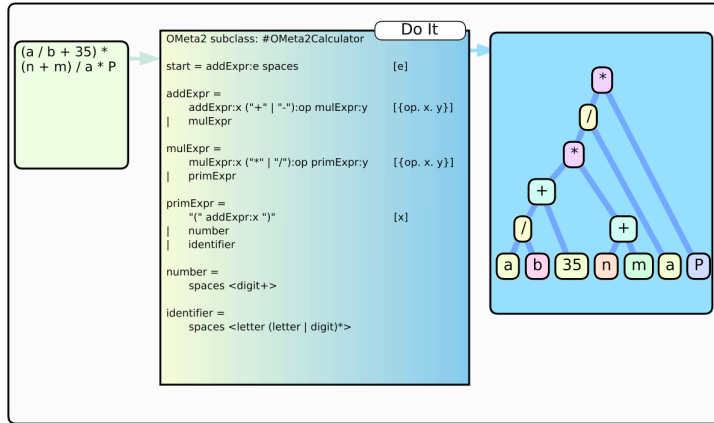 (a / b + 35) *
(n + m) / a * P
Do It
OMeta2 subclass: #OMeta2Calculator
start = addExpr:e spaces [e]
addExpr =
addExpr:x ("+" | "-"):op mulExpr:y [{op. x. y}]
| mulExpr
mulExpr =
mulExpr:x ("*" | "/"):op primExpr:y [{op. x. y}]
| primExpr
primExpr =
"(" addExpr:x ")" [x]
| number
| identifier
number =
spaces <digit+>
identifier =
spaces <letter (letter | digit)*>
*
/
*
+
/ +
a b 35 n m a P